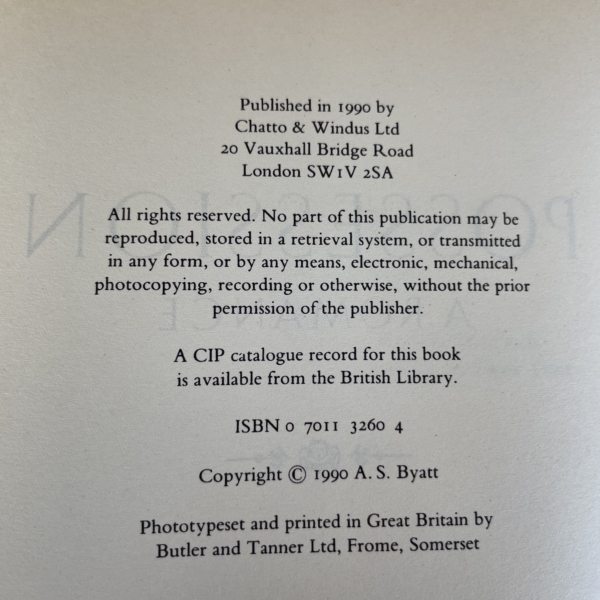 Published in 1990 by
Chatto & Windus Ltd
20 Vauxhall Bridge Road
London SW1V 2SA
All rights reserved. No part of this publication may be
reproduced, stored in a retrieval system, or transmitted
in any form, or by any means, electronic, mechanical,
photocopying, recording or otherwise, without the prior
permission of the publisher.
A CIP catalogue record for this book
is available from the British Library.
ISBN 0 7011 3260 4
Copyright © 1990 A. S. Byatt
Phototypeset and printed in Great Britain by
Butler and Tanner Ltd, Frome, Somerset
POSSESSION
A ROMANCE